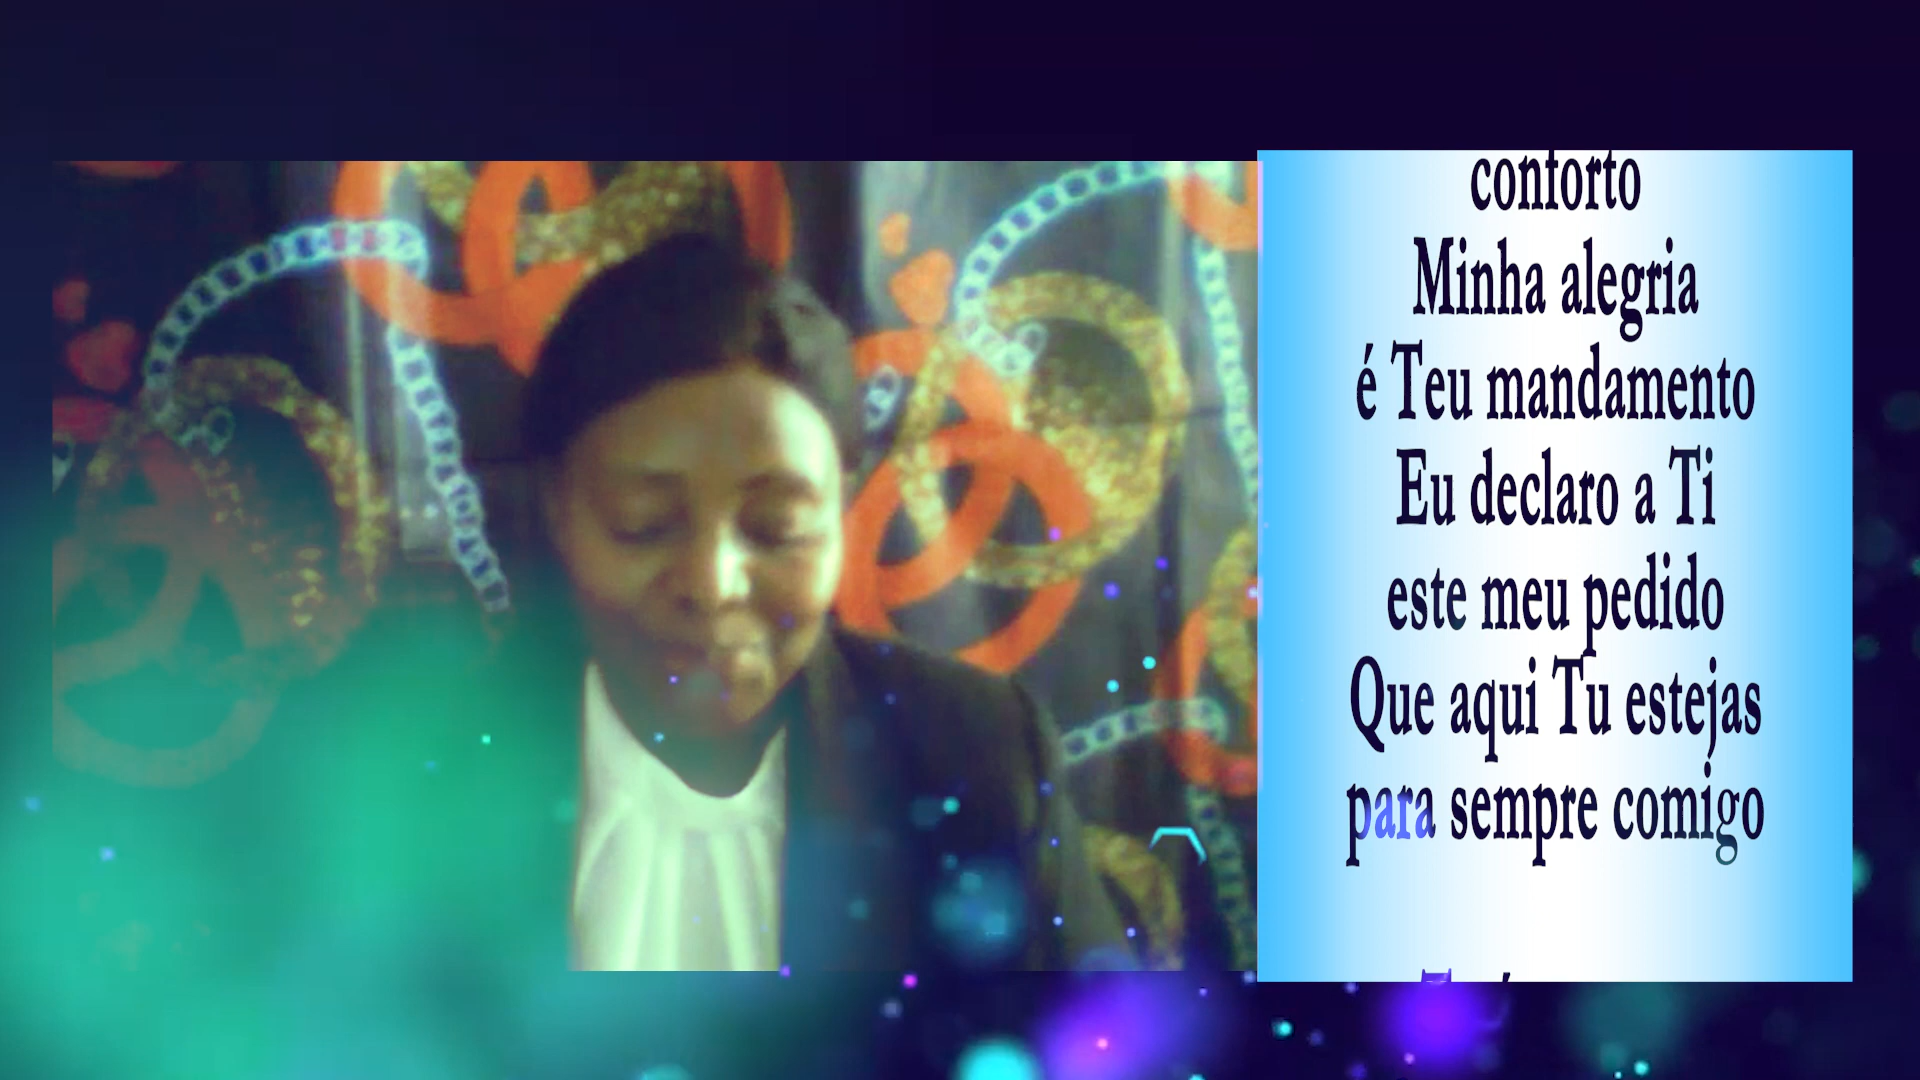 conforto
Minha alegria
é Teu mandamento
Eu declaro a Ti
este meu pedido
Que aqui Tu estejas
para sempre comigo